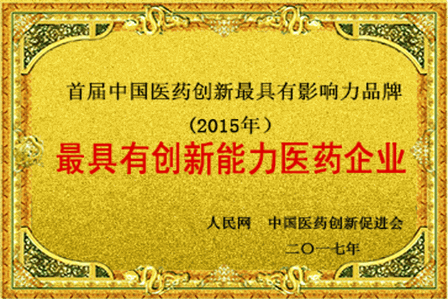 首届中国医药创新最具有影响力品牌
(2015年)
最具有创新能力医药企业
人民网 中国医药创新促进会
二〇一七年